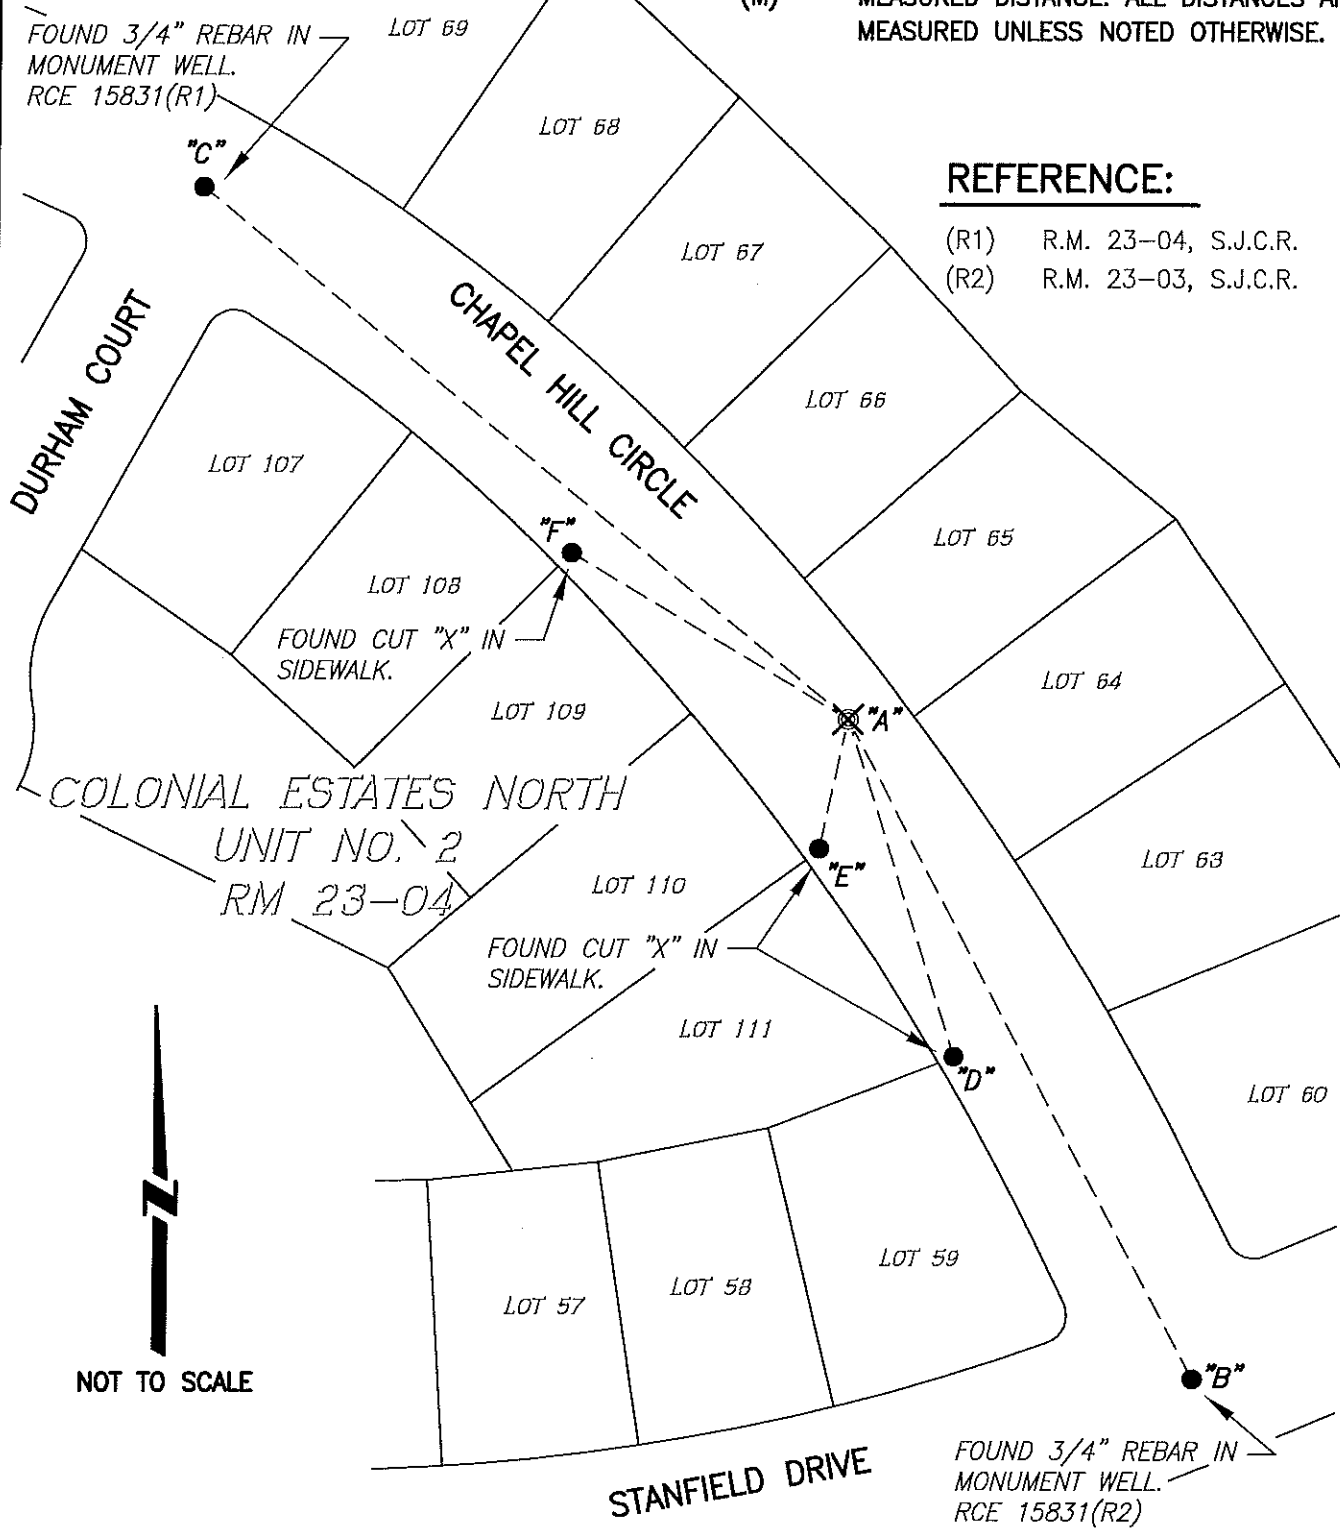 (M) MEASURED DISTANCE. ALL DISTANCES
MEASURED UNLESS NOTED OTHERWISE.
FOUND 3/4" REBAR IN
MONUMENT WELL.
RCE 15831(R1)
LOT 69
"C"
LOT 68
REFERENCE:
(R1) R.M. 23-04, S.J.C.R.
(R2) R.M. 23-03, S.J.C.R.
LOT 67
CHAPEL HILL CIRCLE
DURHAM COURT
LOT 66
LOT 107
"F"
LOT 65
LOT 108
FOUND CUT "X" IN
SIDEWALK.
LOT 64
LOT 109
"A"
COLONIAL ESTATES NORTH
UNIT NO. 2
RM 23-04
LOT 63
"E"
LOT 110
FOUND CUT "X" IN
SIDEWALK.
LOT 111
"D"
LOT 60
LOT 59
LOT 58
LOT 57
NOT TO SCALE
"B"
FOUND 3/4" REBAR IN
MONUMENT WELL.
RCE 15831(R2)
STANFIELD DRIVE